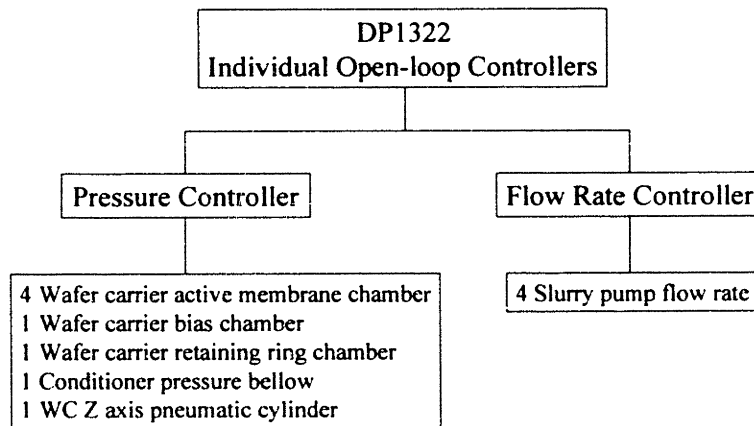 DP1322
Individual Open-loop Controllers
Pressure Controller
Flow Rate Controller
4 Wafer carrier active membrane chamber
1 Wafer carrier bias chamber
1 Wafer carrier retaining ring chamber
1 Conditioner pressure bellow
1 WC Z axis pneumatic cylinder
4 Slurry pump flow rate